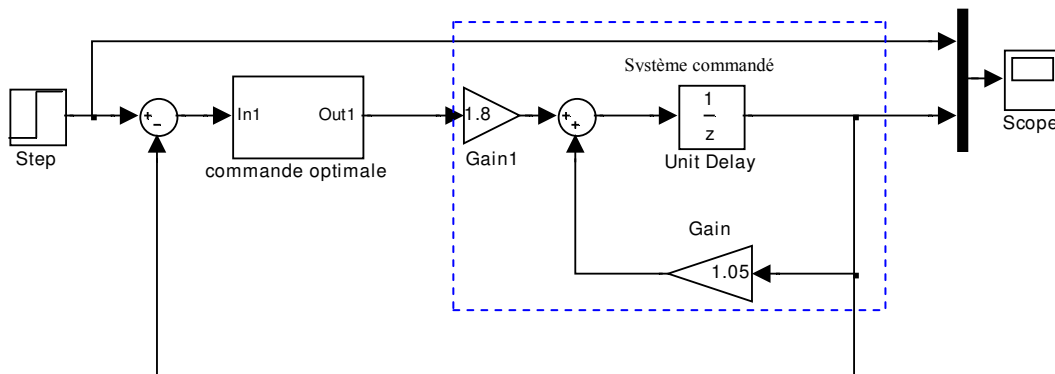 Système commandé
Step
In1
Out1
commande optimale
1.8
Gain1
1
z
Unit Delay
Scope
Gain
1.05